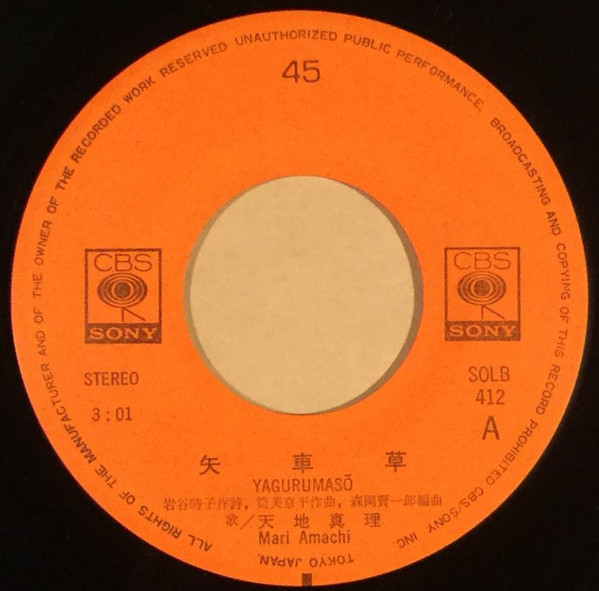 ALL RIGHTS OF THE MANUFACTURER AND OF THE OWNER OF THE RECORDED WORK RESERVED UNAUTHORIZED PUBLIC PERFORMANCE, BROADCASTING AND COPYING OF THIS RECORD PROHIBITED CBS/SONY INC. TOKYO JAPAN.
45
CBS
SONY
CBS
SONY
STEREO
3:01
SOLB
412
A
矢車草
YAGURUMASŌ
岩谷時子作詩, 筒美京平作曲, 森岡賢一郎編曲
歌/天地真理
Mari Amachi